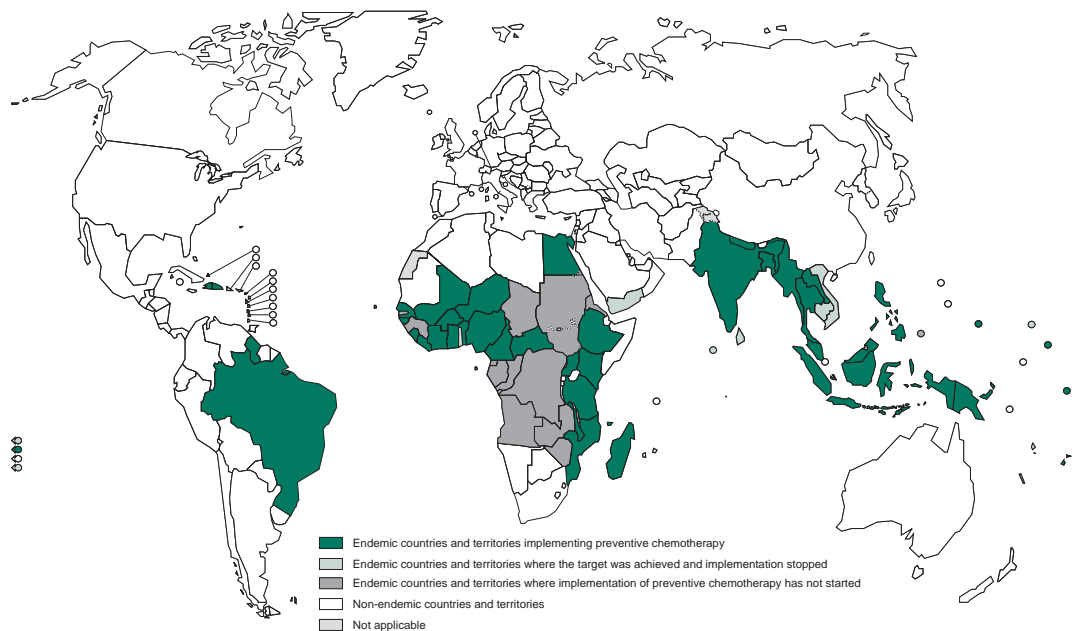 Endemic countries and territories implementing preventive chemotherapy
Endemic countries and territories where the target was achieved and implementation stopped
Endemic countries and territories where implementation of preventive chemotherapy has not started
Non-endemic countries and territories
Not applicable